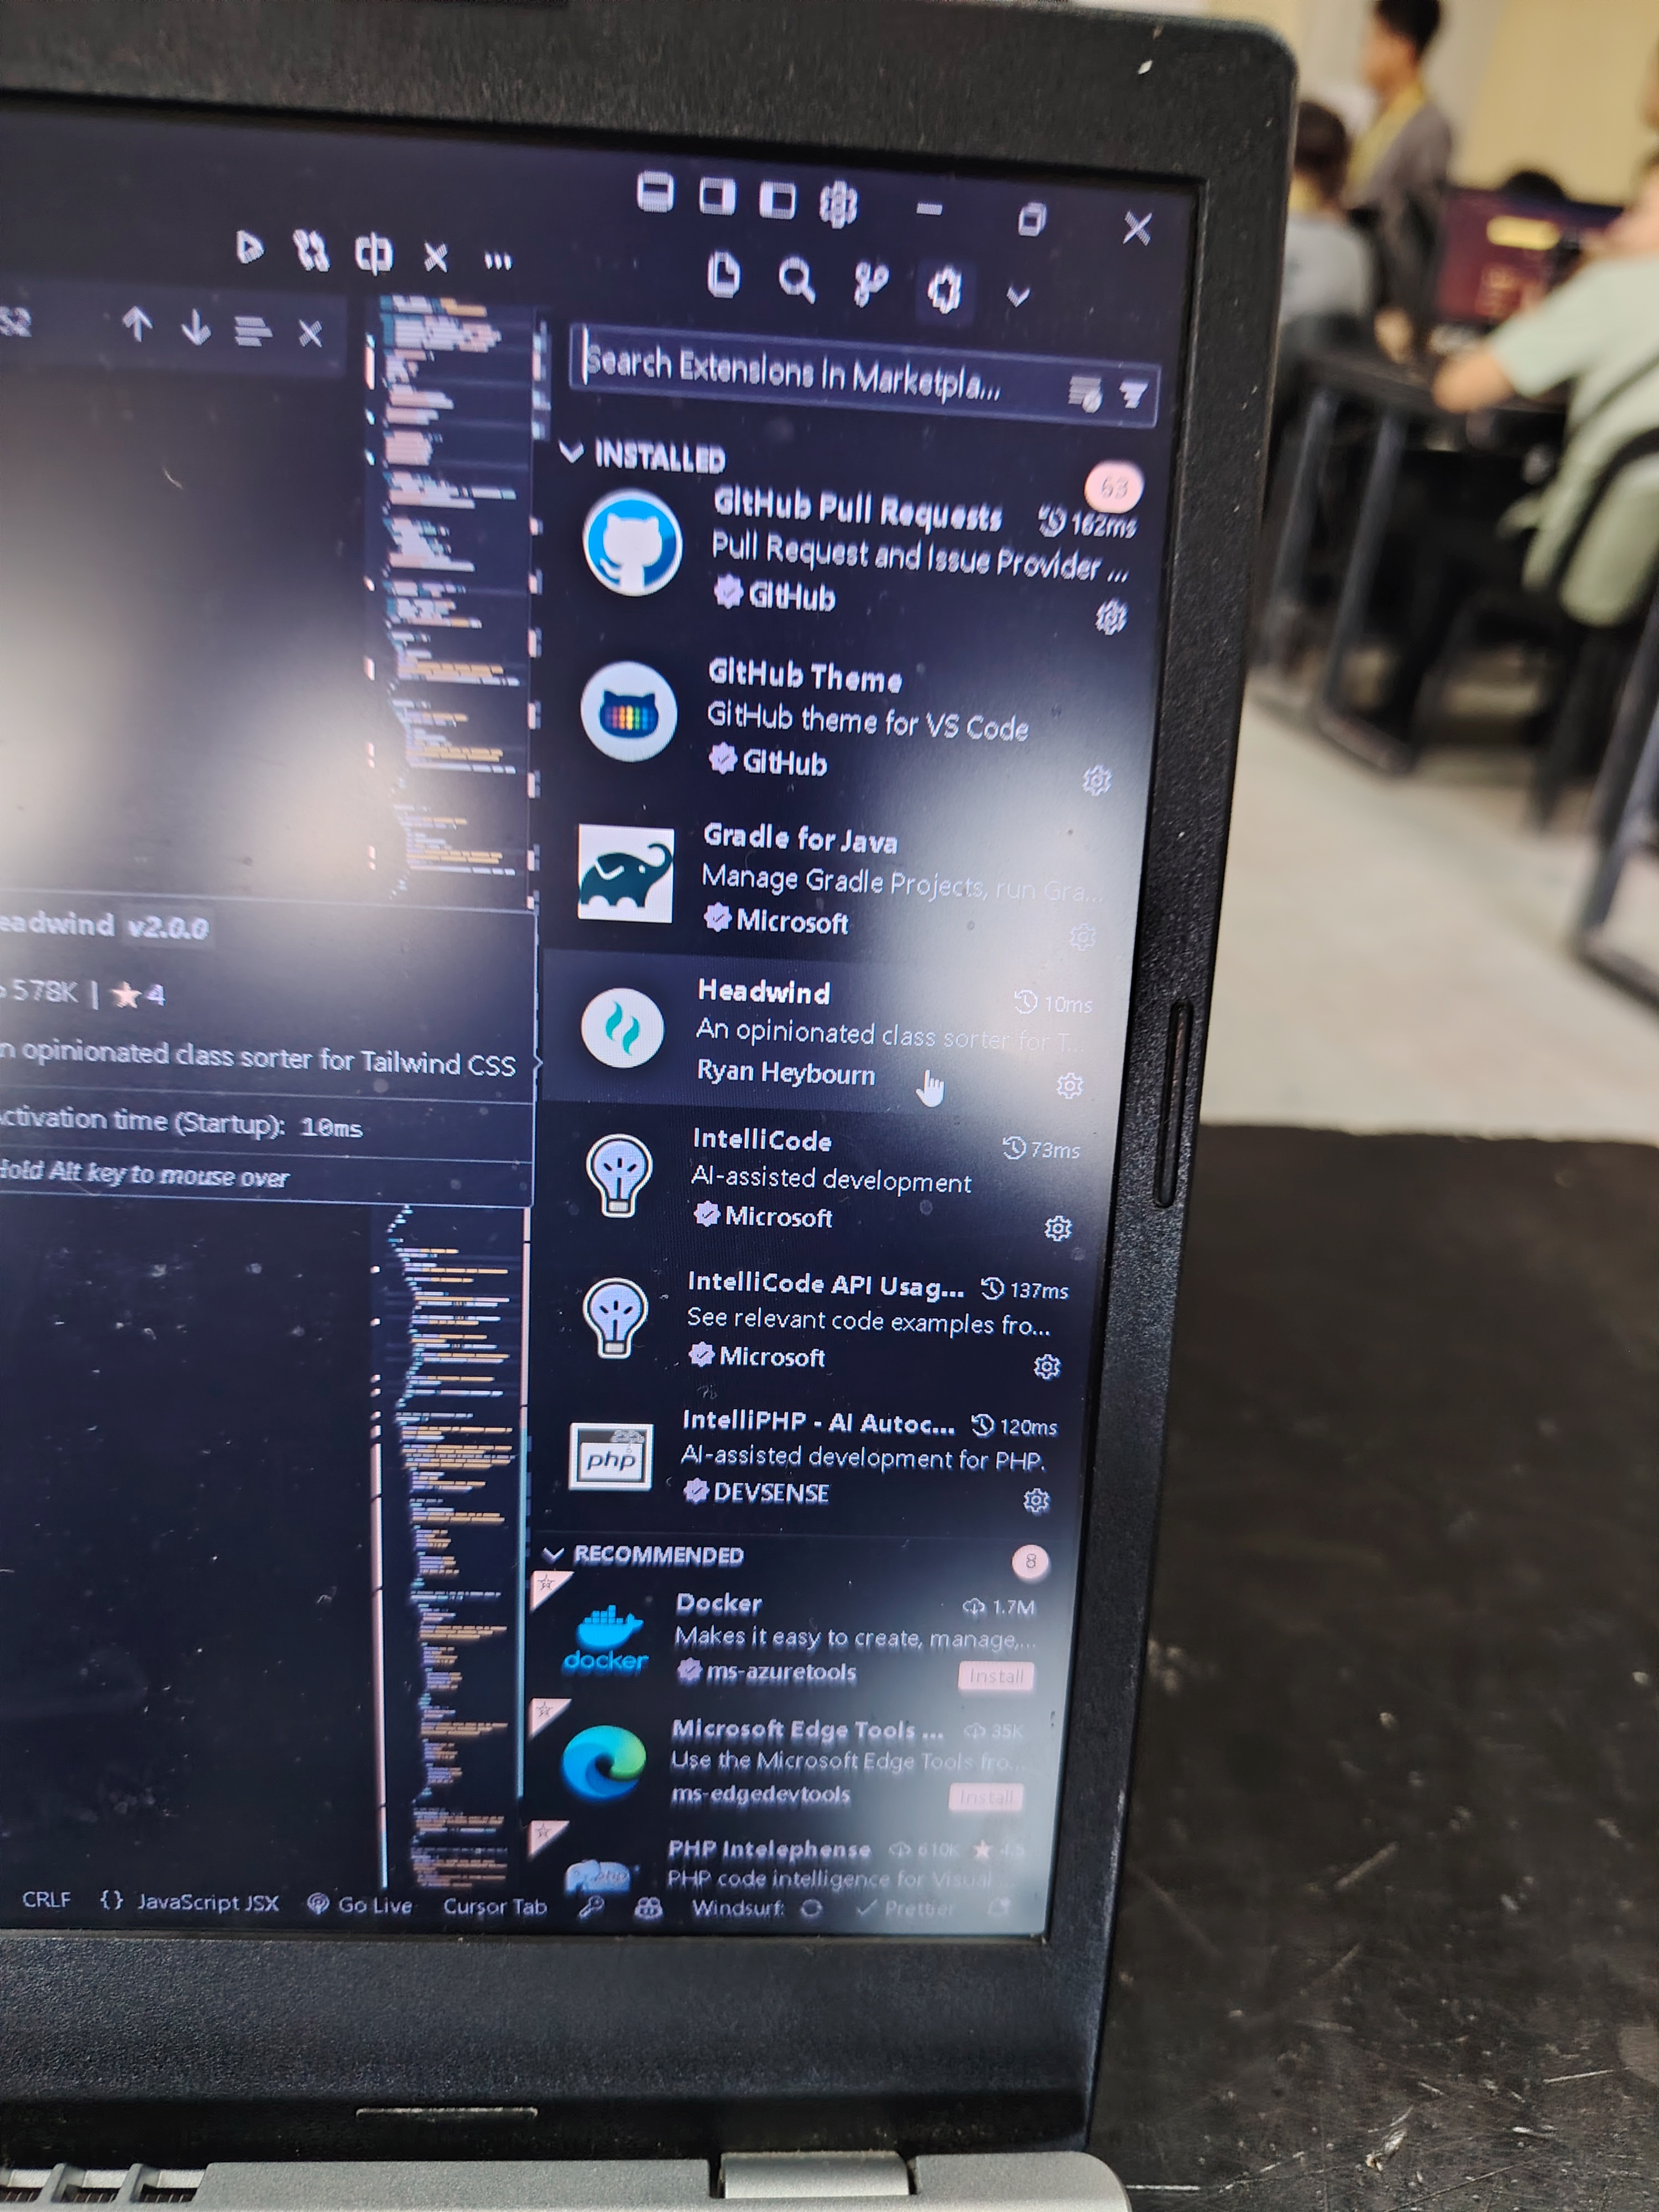 Search Extensions in Marketpla...
INSTALLED
63
GitHub Pull Requests 162ms
Pull Request and Issue Provider ...
GitHub
GitHub Theme
GitHub theme for VS Code
GitHub
Gradle for Java
Manage Gradle Projects, run Gra...
Microsoft
eadwind v2.0.0
578K | ★4
n opinionated class sorter for Tailwind CSS
ctivation time (Startup): 10ms
Hold Alt key to mouse over
Headwind 10ms
An opinionated class sorter for T...
Ryan Heybourn
IntelliCode 73ms
AI-assisted development
Microsoft
IntelliCode API Usag... 137ms
See relevant code examples fro...
Microsoft
IntelliPHP - AI Autoc... 120ms
AI-assisted development for PHP.
php
DEVSENSE
RECOMMENDED 8
Docker 1.7M
Makes it easy to create, manage,...
docker
ms-azuretools Install
Microsoft Edge Tools ... 35K
Use the Microsoft Edge Tools fro...
ms-edgedevtools Install
PHP Intelephense 610K ★ 4.5
php
PHP code intelligence for Visual ...
CRLF {} JavaScript JSX Go Live Cursor Tab Windsurf: Prettier